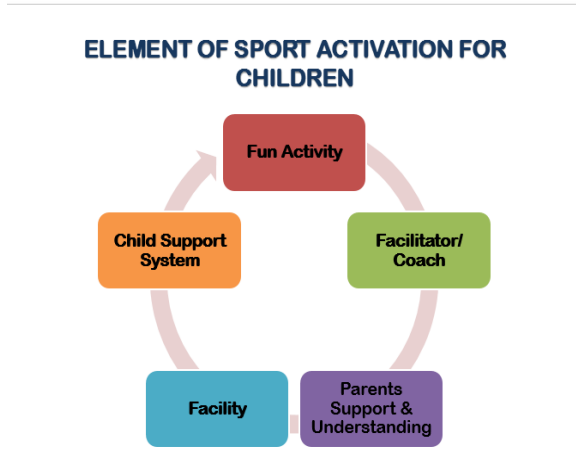 ELEMENT OF SPORT ACTIVATION FOR
CHILDREN
Fun Activity
Facilitator/
Coach
Parents
Support &
Understanding
Facility
Child Support
System